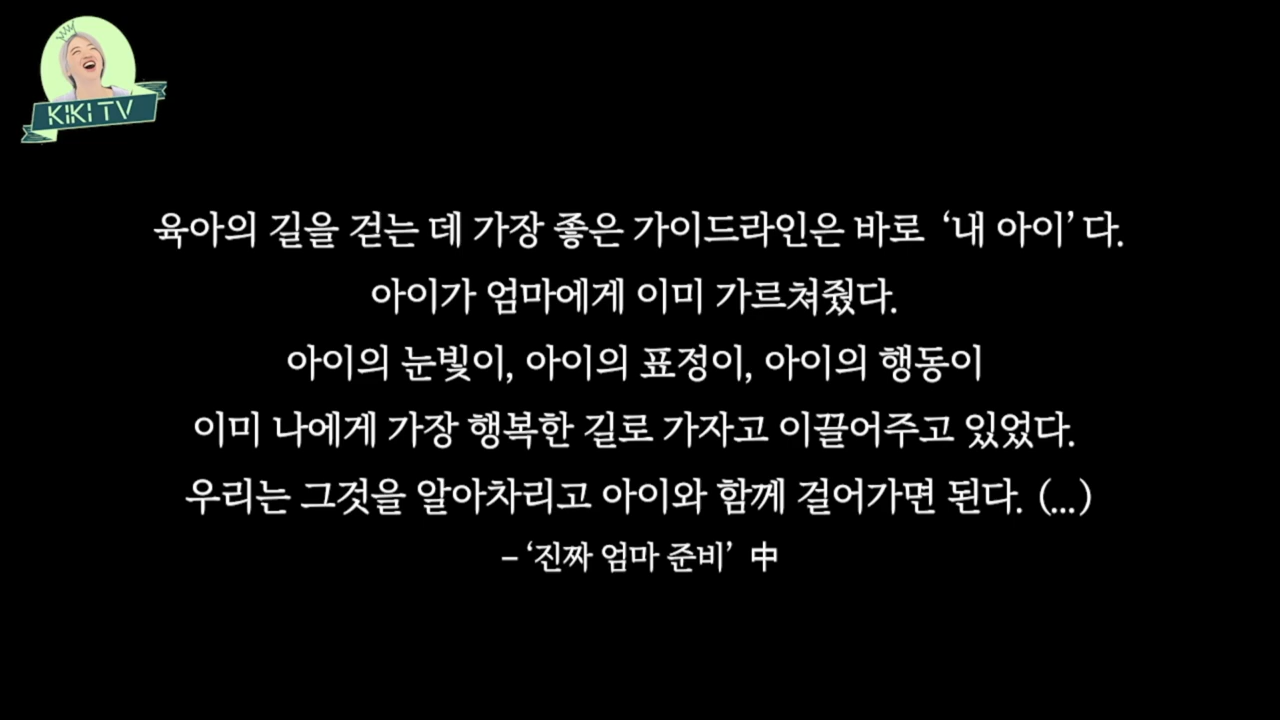 KIKI TV
육아의 길을 걷는 데 가장 좋은 가이드라인은 바로 ‘내 아이’ 다.
아이가 엄마에게 이미 가르쳐줬다.
아이의 눈빛이, 아이의 표정이, 아이의 행동이
이미 나에게 가장 행복한 길로 가자고 이끌어주고 있었다.
우리는 그것을 알아차리고 아이와 함께 걸어가면 된다. (...)
– ‘진짜 엄마 준비’ 中